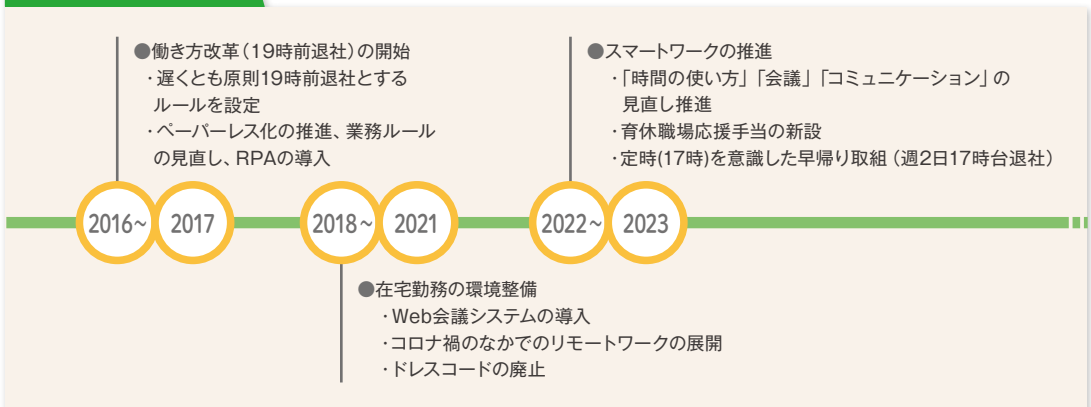 ●働き方改革（19時前退社）の開始
・遅くとも原則19時前退社とする
ルールを設定
・ペーパーレス化の推進、業務ルール
の見直し、RPAの導入
●スマートワークの推進
・「時間の使い方」「会議」「コミュニケーション」の
見直し推進
・育休職場応援手当の新設
・定時(17時)を意識した早帰り取組（週2日17時台退社）
2016~ 2017 2018~ 2021 2022~ 2023
●在宅勤務の環境整備
・Web会議システムの導入
・コロナ禍のなかでのリモートワークの展開
・ドレスコードの廃止